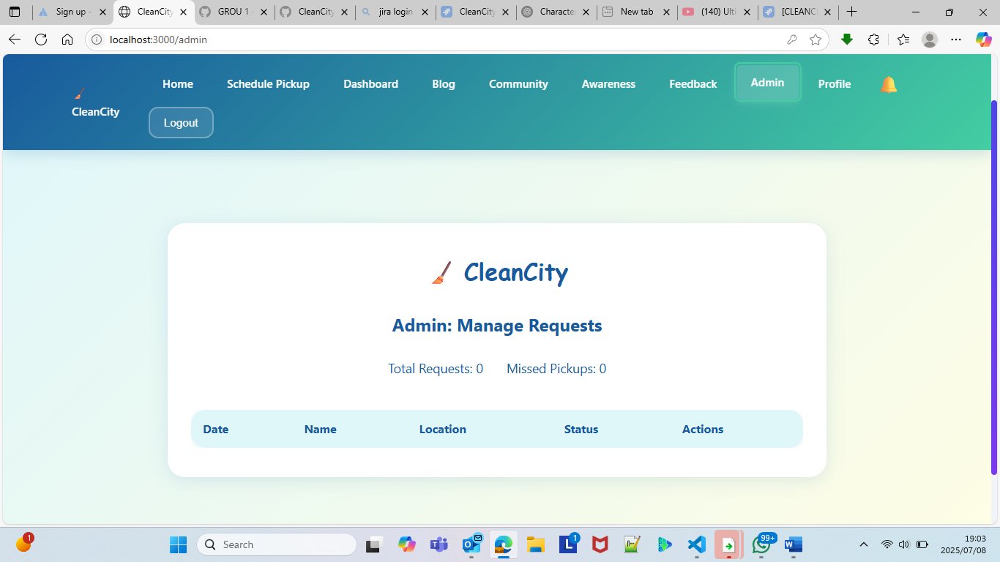 Sign up -
CleanCity
GROU 1
CleanCity
jira login
CleanCity
Character
New tab
(140) Ulti
[CLEANC
localhost:3000/admin
CleanCity
Home
Schedule Pickup
Dashboard
Blog
Community
Awareness
Feedback
Admin
Profile
Logout
CleanCity
Admin: Manage Requests
Total Requests: 0
Missed Pickups: 0
Date
Name
Location
Status
Actions
1
Search
L
1
99+
W
19:03
2025/07/08